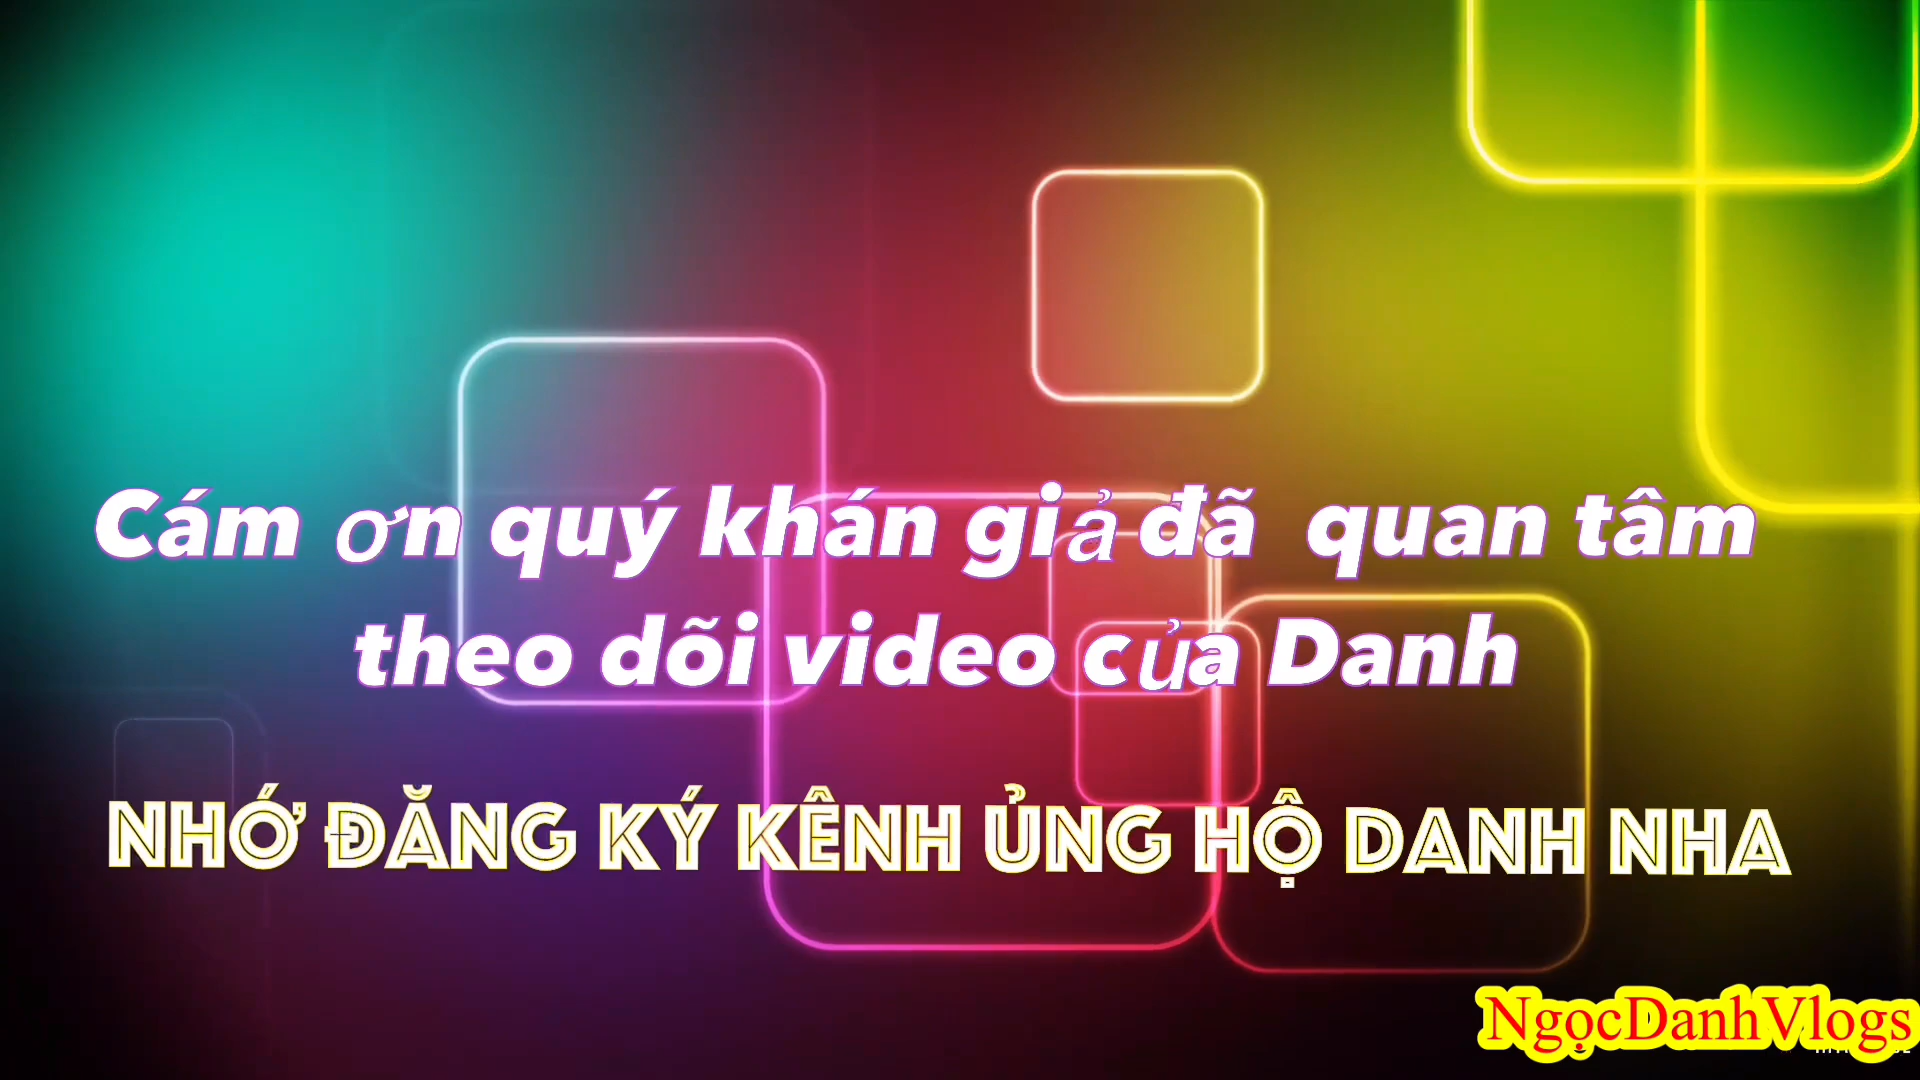 Cám ơn quý khán giả đã quan tâm
theo dõi video của Danh
NHỚ ĐĂNG KÝ KÊNH ỦNG HỘ DANH NHA
NgọcDanhVlogs